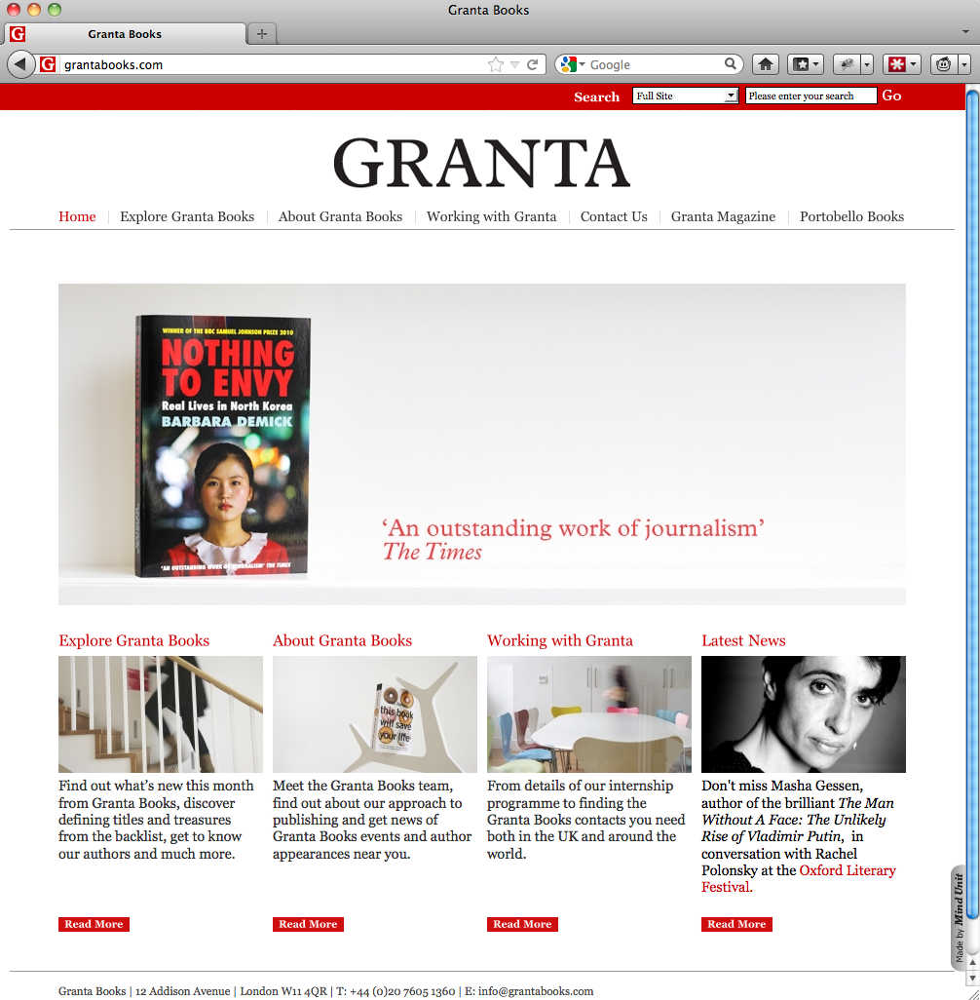 Granta Books
G Granta Books
G grantabooks.com Google
Search Full Site Please enter your search Go
GRANTA
Home Explore Granta Books About Granta Books Working with Granta Contact Us Granta Magazine Portobello Books
WINNER OF THE BBC SAMUEL JOHNSON PRIZE 2010
NOTHING
TO ENVY
Real Lives in North Korea
BARBARA DEMICK
'AN OUTSTANDING WORK OF JOURNALISM' THE TIMES
‘An outstanding work of journalism’
The Times
Explore Granta Books
Find out what’s new this month
from Granta Books, discover
defining titles and treasures
from the backlist, get to know
our authors and much more.
Read More
About Granta Books
this book
will save
your life
Meet the Granta Books team,
find out about our approach to
publishing and get news of
Granta Books events and author
appearances near you.
Read More
Working with Granta
From details of our internship
programme to finding the
Granta Books contacts you need
both in the UK and around the
world.
Read More
Latest News
Don't miss Masha Gessen,
author of the brilliant The Man
Without A Face: The Unlikely
Rise of Vladimir Putin, in
conversation with Rachel
Polonsky at the Oxford Literary
Festival.
Read More
Made by Mind Unit
Granta Books | 12 Addison Avenue | London W11 4QR | T: +44 (0)20 7605 1360 | E: info@grantabooks.com